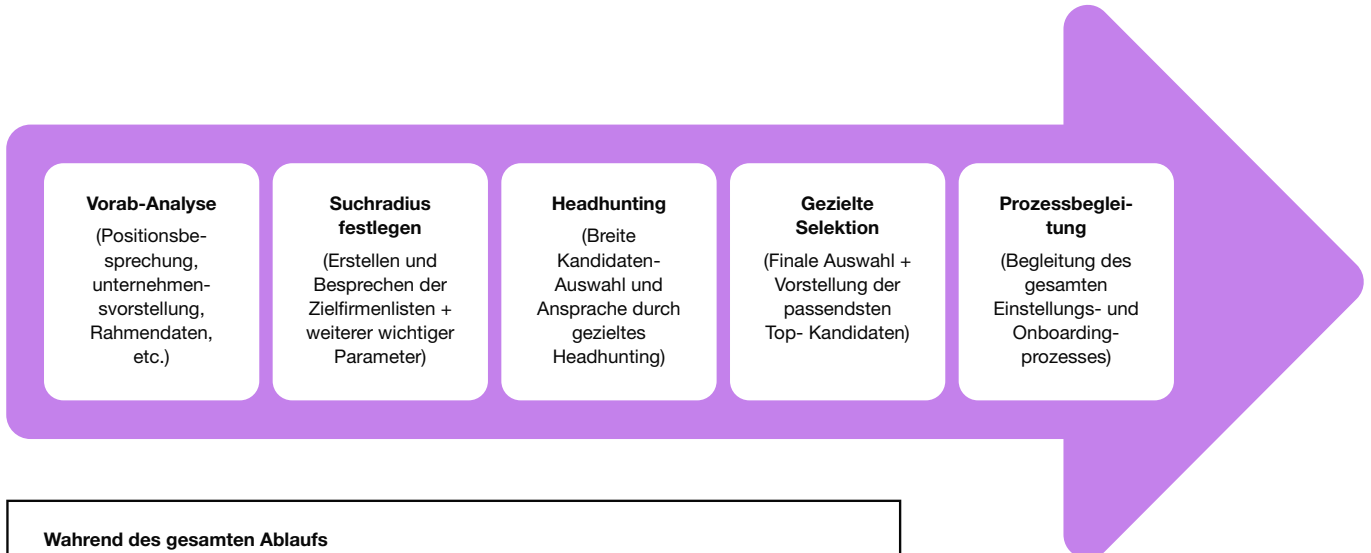 Vorab-Analyse
(Positionsbe-
sprechung,
unternehmen-
svorstellung,
Rahmendaten,
etc.)
Suchradius
festlegen
(Erstellen und
Besprechen der
Zielfirmenlisten +
weiterer wichtiger
Parameter)
Headhunting
(Breite
Kandidaten-
Auswahl und
Ansprache durch
gezieltes
Headhunting)
Gezielte
Selektion
(Finale Auswahl +
Vorstellung der
passendsten
Top- Kandidaten)
Prozessbeglei-
tung
(Begleitung des
gesamten
Einstellungs- und
Onboarding-
prozesses)
Wahrend des gesamten Ablaufs